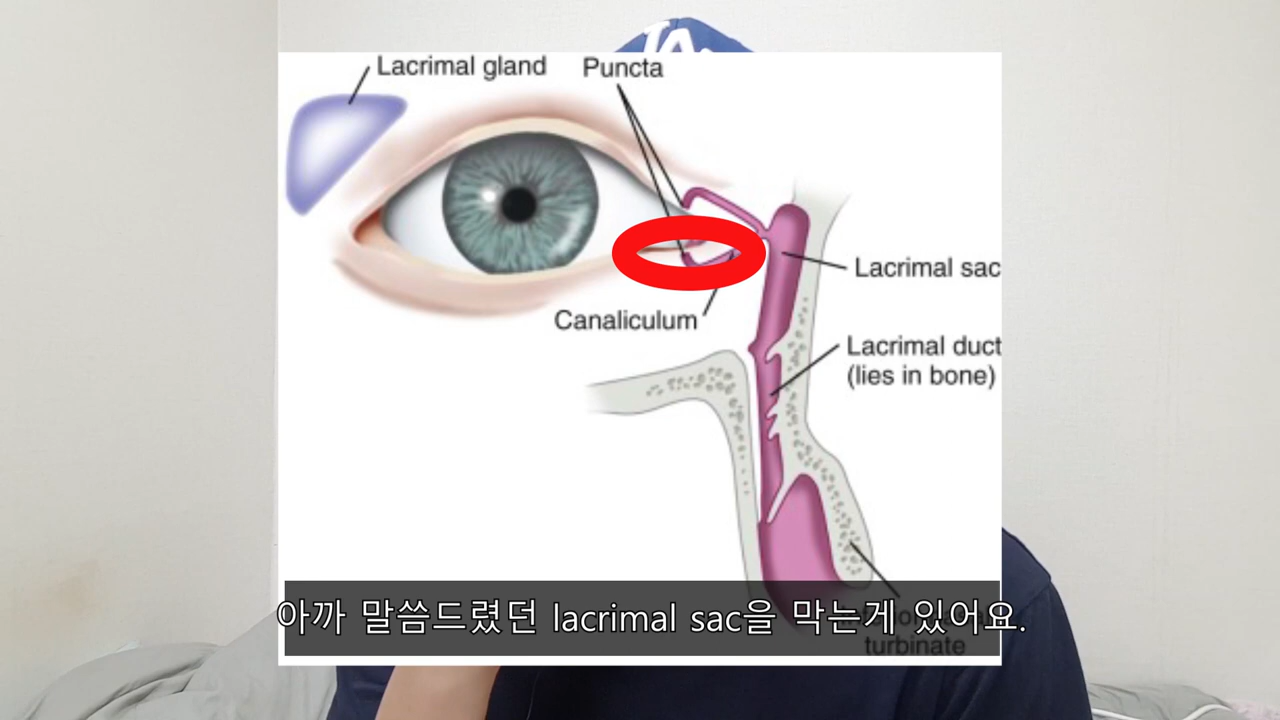 LA
Lacrimal gland
Puncta
Lacrimal sac
Canaliculum
Lacrimal duct
(lies in bone)
아까 말씀드렸던 lacrimal sac을 막는게 있어요.
turbinate